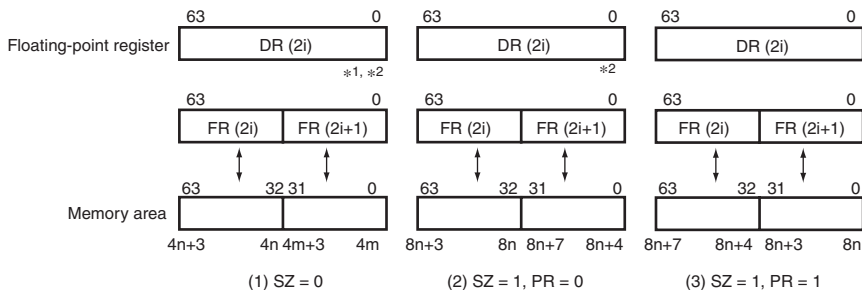 63 0 63 0 63 0
Floating-point register DR (2i) DR (2i) DR (2i)
*1, *2 *2
63 0 63 0 63 0
FR (2i) FR (2i+1) FR (2i) FR (2i+1) FR (2i) FR (2i+1)
63 32 31 0 63 32 31 0 63 32 31 0
Memory area
4n+3 4n 4m+3 4m 8n+3 8n 8n+7 8n+4 8n+7 8n+4 8n+3 8n
(1) SZ = 0 (2) SZ = 1, PR = 0 (3) SZ = 1, PR = 1